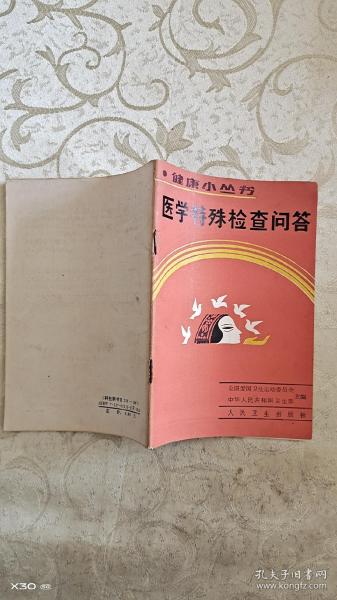 •健康小丛书
医学特殊检查问答
全国爱国卫生运动委员会
中华人民共和国卫生部
主编
人民卫生出版社
X30
孔夫子旧书网